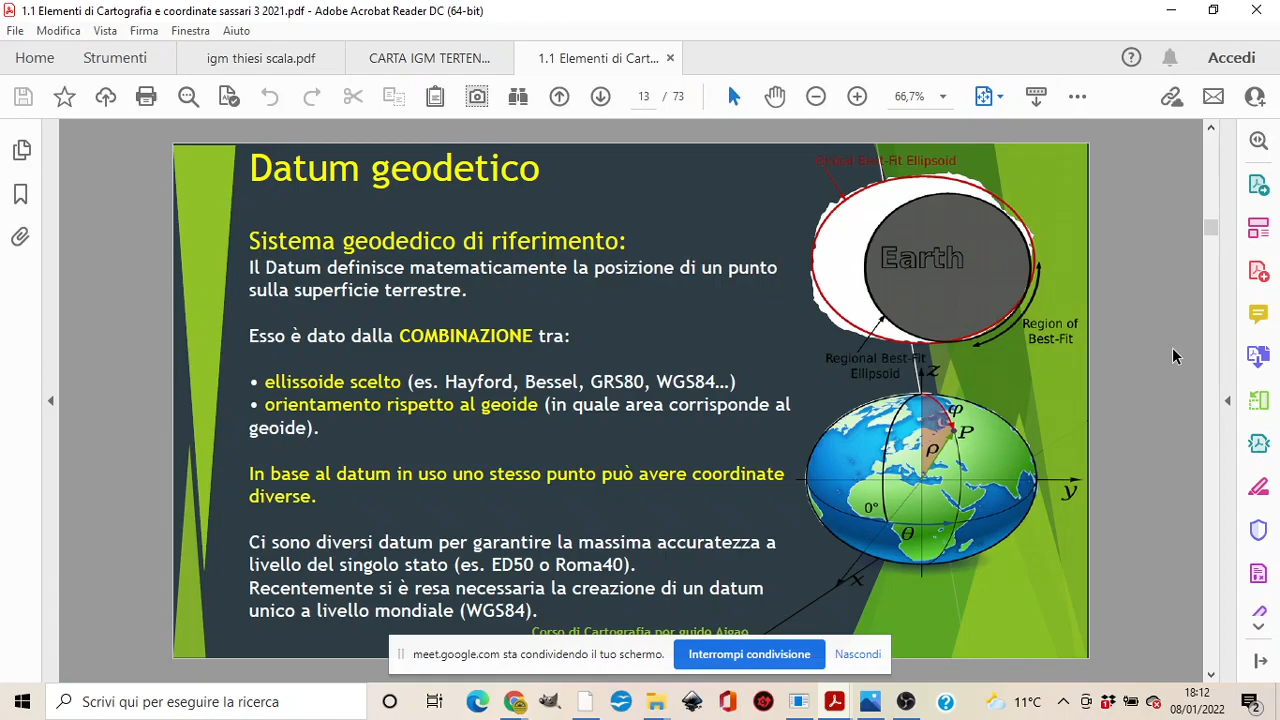 1.1 Elementi di Cartografia e coordinate sassari 3 2021.pdf - Adobe Acrobat Reader DC (64-bit)
File Modifica Vista Firma Finestra Aiuto
Home Strumenti igm thiesi scala.pdf CARTA IGM TERTEN... 1.1 Elementi di Cart... × Accedi
13 / 73 66,7%
Datum geodetico
Sistema geodedico di riferimento:
Il Datum definisce matematicamente la posizione di un punto
sulla superficie terrestre.
Esso è dato dalla COMBINAZIONE tra:
• ellissoide scelto (es. Hayford, Bessel, GRS80, WGS84…)
• orientamento rispetto al geoide (in quale area corrisponde al
geoide).
In base al datum in uso uno stesso punto può avere coordinate
diverse.
Ci sono diversi datum per garantire la massima accuratezza a
livello del singolo stato (es. ED50 o Roma40).
Recentemente si è resa necessaria la creazione di un datum
unico a livello mondiale (WGS84).
Corso di Cartografia per guide Aigae
Best-Fit Ellipsoid
Earth
Region of
Best-Fit
Regional Best-Fit
Ellipsoid
z
φ
P
ρ
y
0°
θ
x
meet.google.com sta condividendo il tuo schermo. Interrompi condivisione Nascondi
Scrivi qui per eseguire la ricerca
11°C
18:12
08/01/2022
2